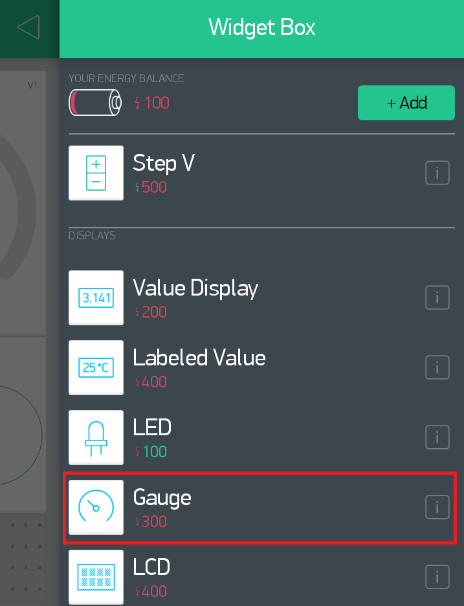 Widget Box
V1
YOUR ENERGY BALANCE
100
+ Add
Step V
500
i
DISPLAYS
3.141
Value Display
200
i
25°C
Labeled Value
400
i
LED
100
i
Gauge
300
i
LCD
400
i